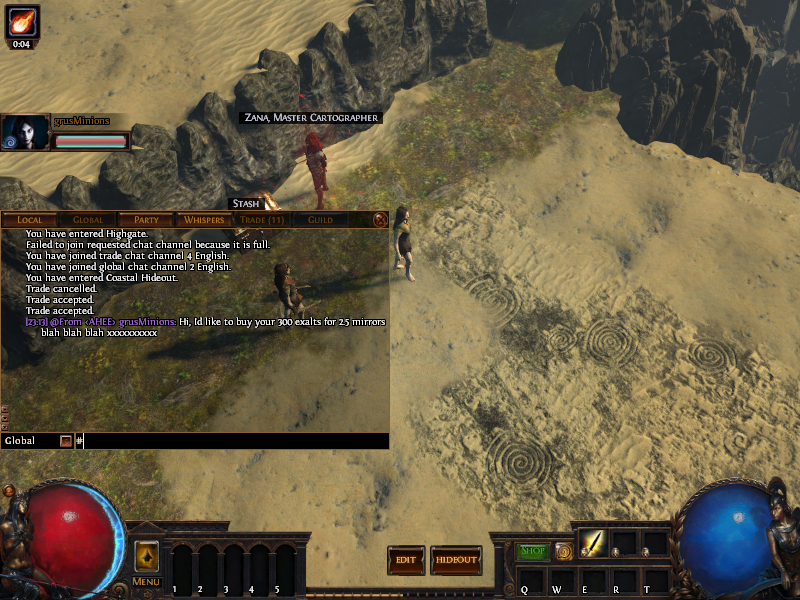 0:04
grusMinions
ZANA, MASTER CARTOGRAPHER
STASH
LOCAL GLOBAL PARTY WHISPERS TRADE (11) GUILD
You have entered Highgate.
Failed to join requested chat channel because it is full.
You have joined trade chat channel 4 English.
You have joined global chat channel 2 English.
You have entered Coastal Hideout.
Trade cancelled.
Trade accepted.
Trade accepted.
[23:13] @From <AHEE> grusMinions: Hi, Id like to buy your 300 exalts for 25 mirrors
blah blah blah xxxxxxxxxx
Global #
MENU
1 2 3 4 5
EDIT HIDEOUT
SHOP
Q W E R T